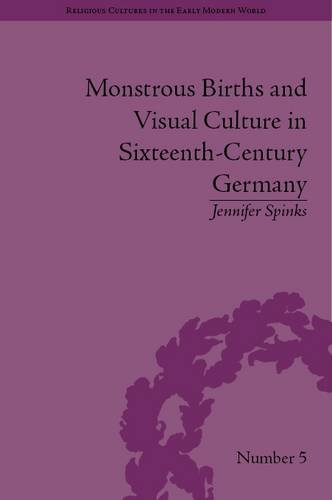 Religious Cultures in the Early Modern World
Monstrous Births and
Visual Culture in
Sixteenth-Century
Germany
Jennifer Spinks
Number 5